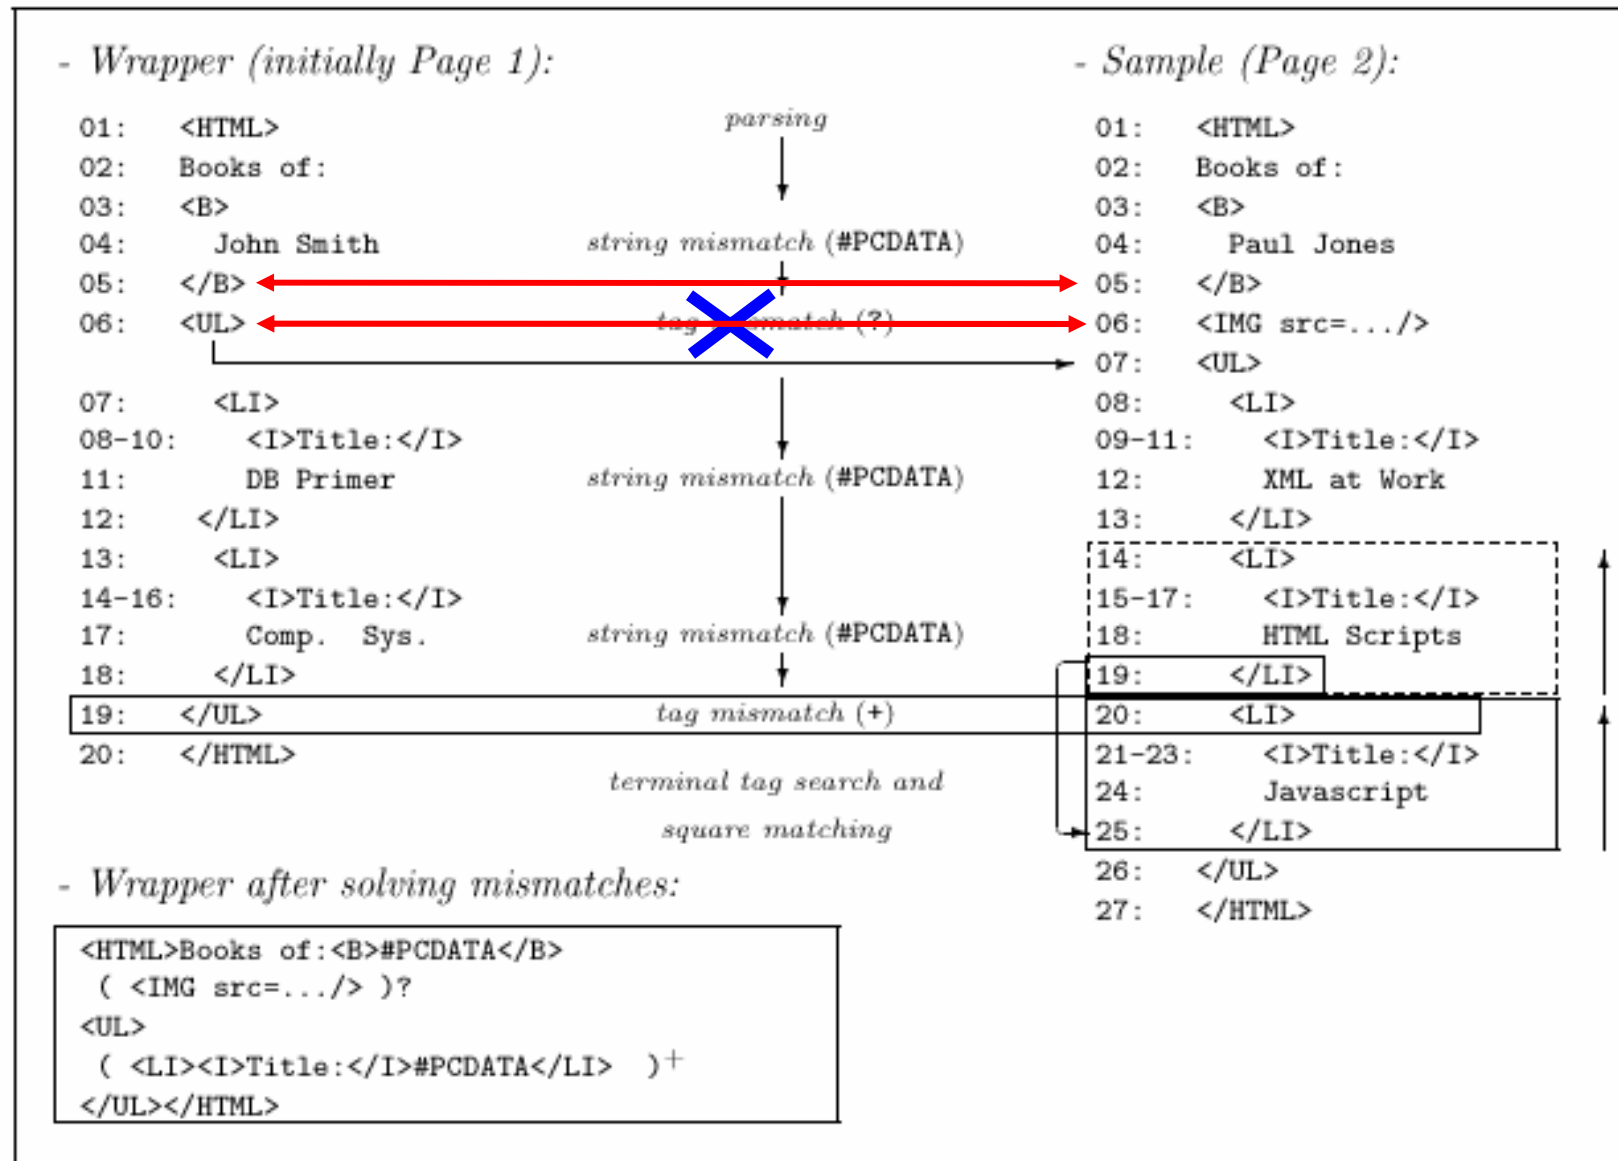 - Wrapper (initially Page 1):
01: <HTML>
02: Books of:
03: <B>
04: John Smith
05: </B>
06: <UL>
07: <LI>
08-10: <I>Title:</I>
11: DB Primer
12: </LI>
13: <LI>
14-16: <I>Title:</I>
17: Comp. Sys.
18: </LI>
19: </UL>
20: </HTML>
parsing
string mismatch (#PCDATA)
tag mismatch (?)
string mismatch (#PCDATA)
string mismatch (#PCDATA)
tag mismatch (+)
terminal tag search and
square matching
- Sample (Page 2):
01: <HTML>
02: Books of:
03: <B>
04: Paul Jones
05: </B>
06: <IMG src=.../>
07: <UL>
08: <LI>
09-11: <I>Title:</I>
12: XML at Work
13: </LI>
14: <LI>
15-17: <I>Title:</I>
18: HTML Scripts
19: </LI>
20: <LI>
21-23: <I>Title:</I>
24: Javascript
25: </LI>
26: </UL>
27: </HTML>
- Wrapper after solving mismatches:
<HTML>Books of:<B>#PCDATA</B>
( <IMG src=.../> )?
<UL>
( <LI><I>Title:</I>#PCDATA</LI> )+
</UL></HTML>